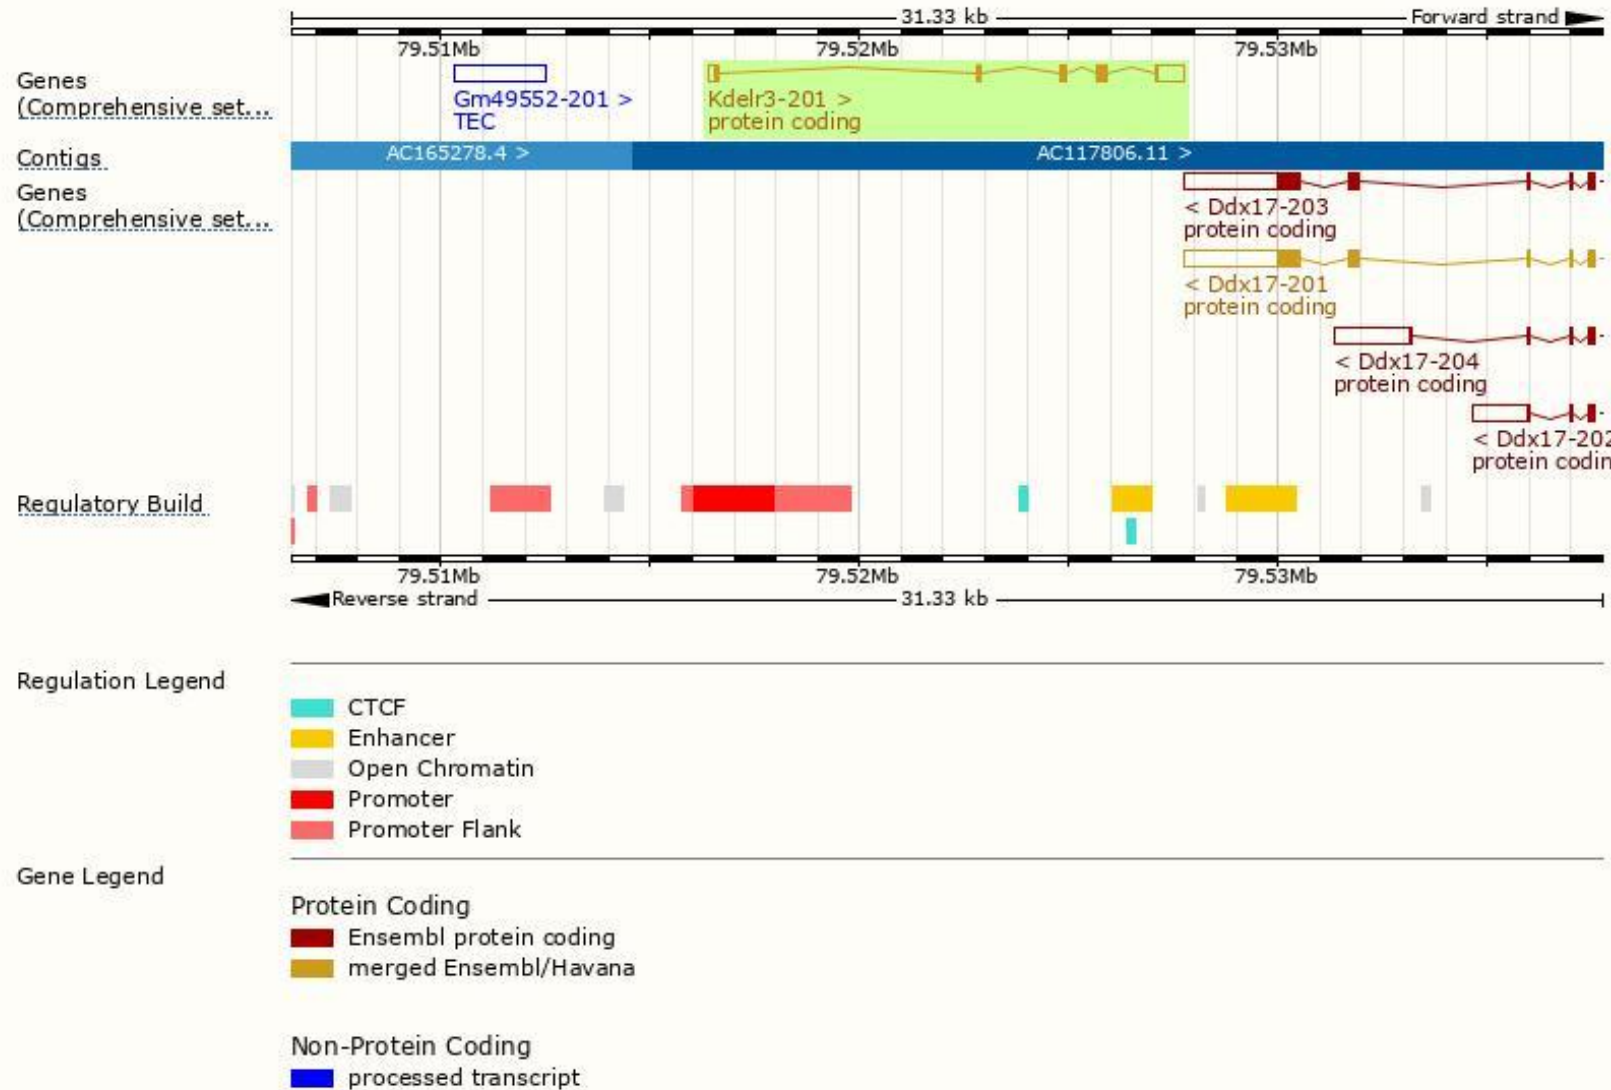 31.33 kb
Forward strand
79.51Mb
79.52Mb
79.53Mb
Genes
(Comprehensive set...
Gm49552-201 >
TEC
Kdelr3-201 >
protein coding
Contigs
AC165278.4 >
AC117806.11 >
Genes
(Comprehensive set...
< Ddx17-203
protein coding
< Ddx17-201
protein coding
< Ddx17-204
protein coding
< Ddx17-202
protein codin
Regulatory Build
79.51Mb
79.52Mb
79.53Mb
Reverse strand
31.33 kb
Regulation Legend
CTCF
Enhancer
Open Chromatin
Promoter
Promoter Flank
Gene Legend
Protein Coding
Ensembl protein coding
merged Ensembl/Havana
Non-Protein Coding
processed transcript